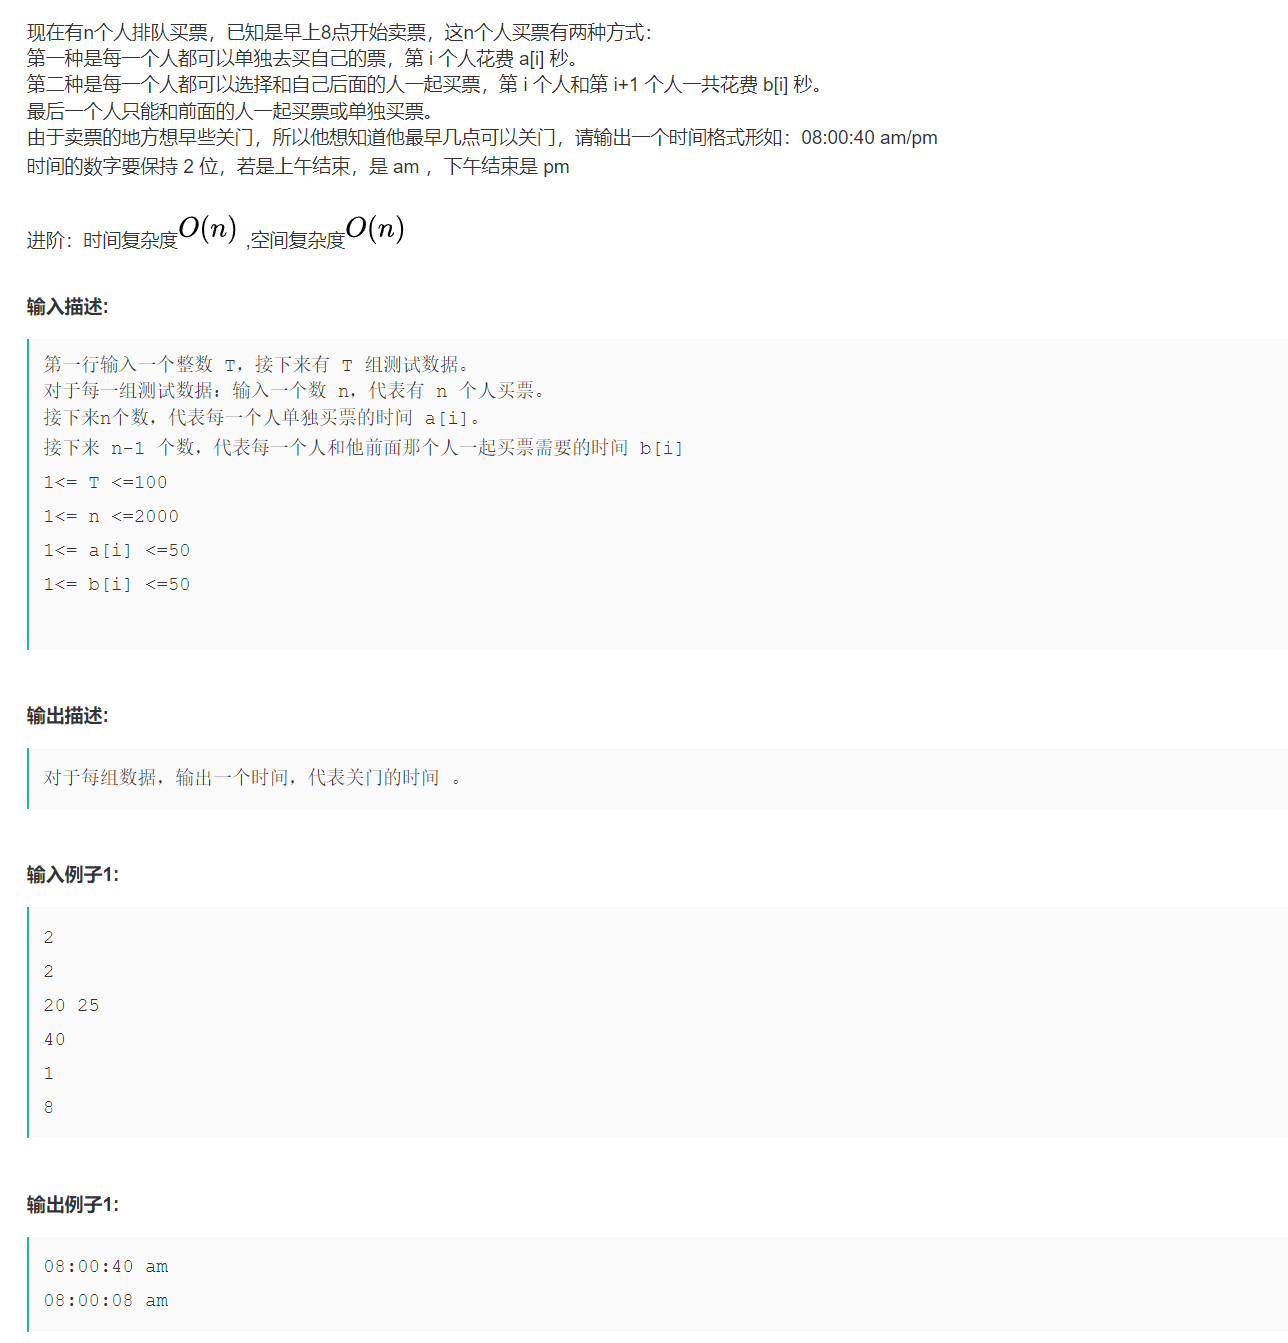 现在有n个人排队买票，已知是早上8点开始卖票，这n个人买票有两种方式：
第一种是每一个人都可以单独去买自己的票，第 i 个人花费 a[i] 秒。
第二种是每一个人都可以选择和自己后面的人一起买票，第 i 个人和第 i+1 个人一共花费 b[i] 秒。
最后一个人只能和前面的人一起买票或单独买票。
由于卖票的地方想早些关门，所以他想知道他最早几点可以关门，请输出一个时间格式形如：08:00:40 am/pm
时间的数字要保持 2 位，若是上午结束，是 am ，下午结束是 pm
进阶：时间复杂度O(n) ,空间复杂度O(n)
输入描述:
第一行输入一个整数 T，接下来有 T 组测试数据。
对于每一组测试数据：输入一个数 n，代表有 n 个人买票。
接下来n个数，代表每一个人单独买票的时间 a[i]。
接下来 n-1 个数，代表每一个人和他前面那个人一起买票需要的时间 b[i]
1<= T <=100
1<= n <=2000
1<= a[i] <=50
1<= b[i] <=50
输出描述:
对于每组数据，输出一个时间，代表关门的时间 。
输入例子1:
2
2
20 25
40
1
8
输出例子1:
08:00:40 am
08:00:08 am